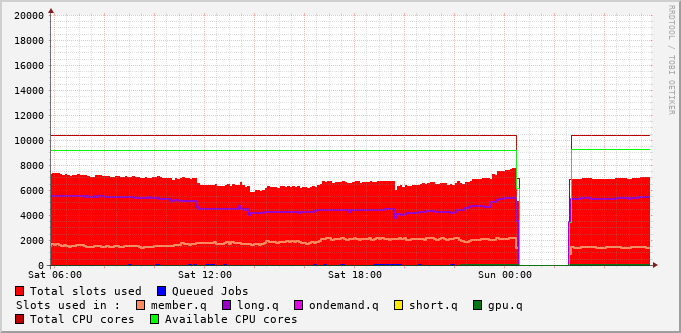 RRDTOOL / TOBI OETIKER
20000
18000
16000
14000
12000
10000
8000
6000
4000
2000
0
Sat 06:00 Sat 12:00 Sat 18:00 Sun 00:00
Total slots used Queued Jobs
Slots used in : member.q long.q ondemand.q short.q gpu.q
Total CPU cores Available CPU cores